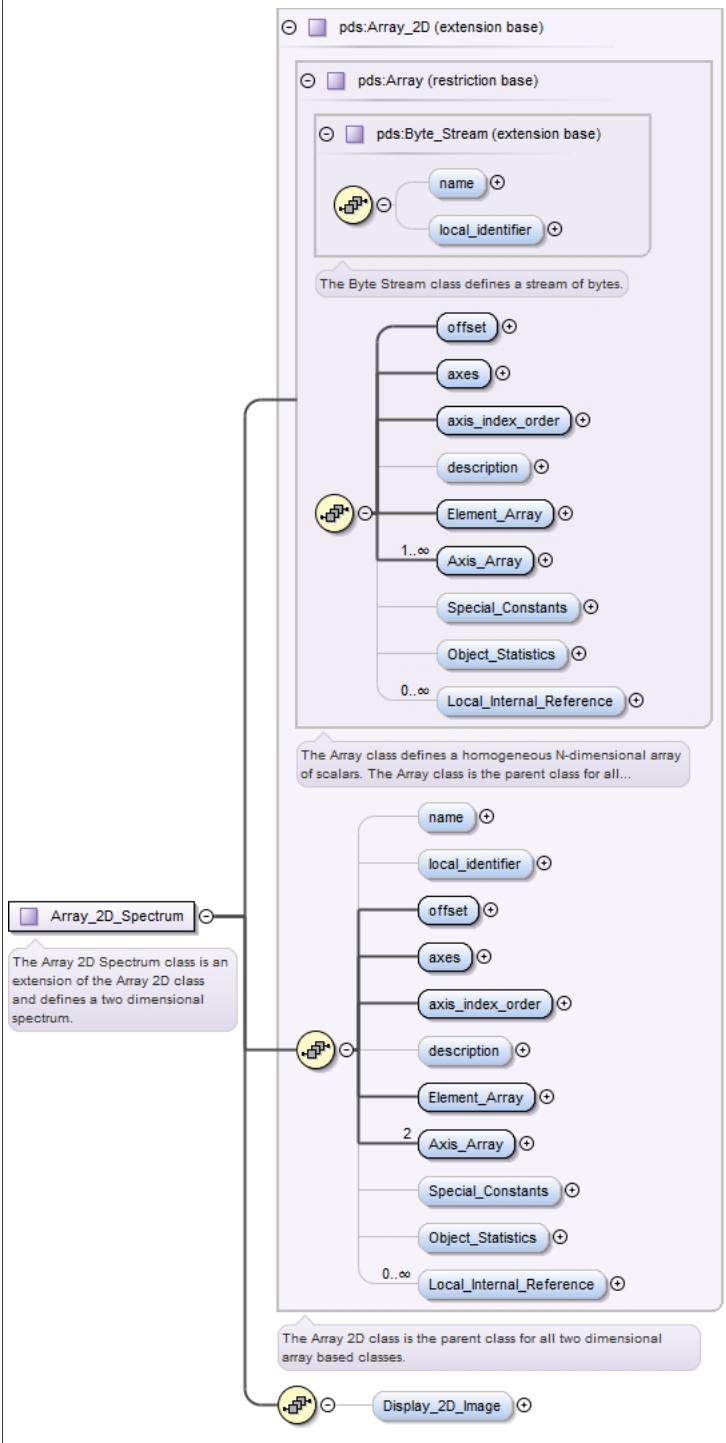 pds:Array_2D (extension base)
pds:Array (restriction base)
pds:Byte_Stream (extension base)
name
local_identifier
The Byte Stream class defines a stream of bytes.
offset
axes
axis_index_order
description
Element_Array
1..∞
Axis_Array
Special_Constants
Object_Statistics
0..∞
Local_Internal_Reference
The Array class defines a homogeneous N-dimensional array
of scalars. The Array class is the parent class for all...
name
local_identifier
Array_2D_Spectrum
The Array 2D Spectrum class is an
extension of the Array 2D class
and defines a two dimensional
spectrum.
offset
axes
axis_index_order
description
Element_Array
2
Axis_Array
Special_Constants
Object_Statistics
0..∞
Local_Internal_Reference
The Array 2D class is the parent class for all two dimensional
array based classes.
Display_2D_Image